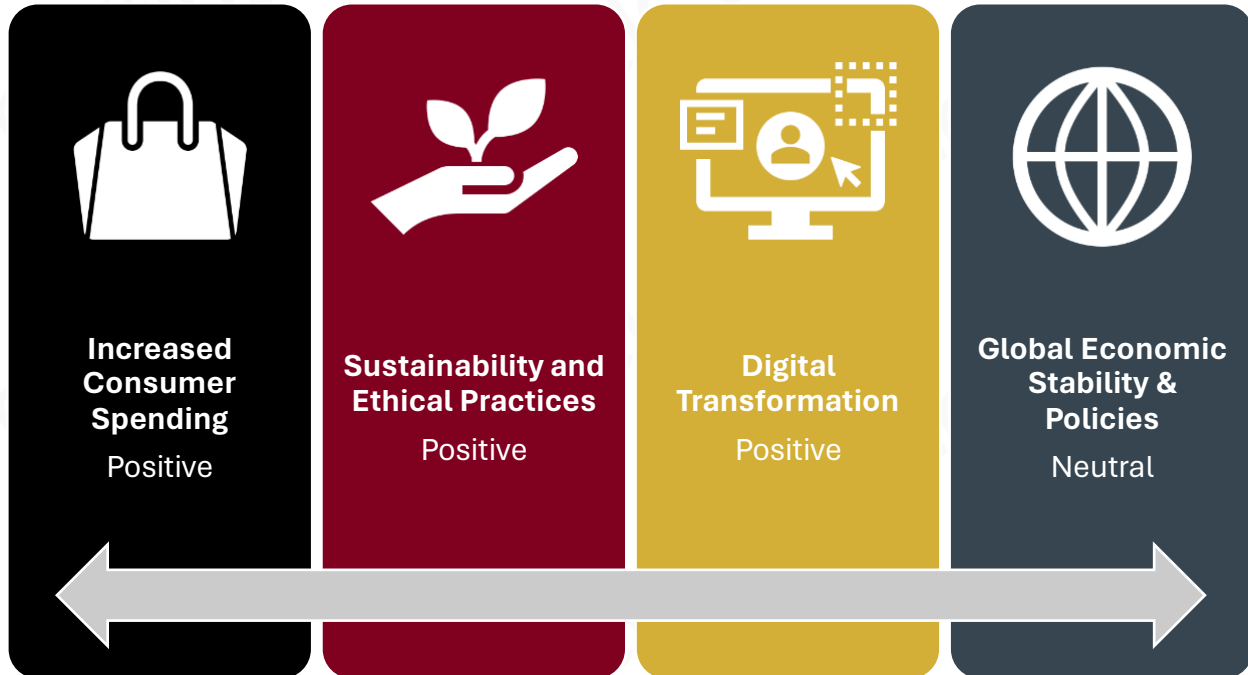 Increased
Consumer
Spending
Positive
Sustainability and
Ethical Practices
Positive
Digital
Transformation
Positive
Global Economic
Stability &
Policies
Neutral